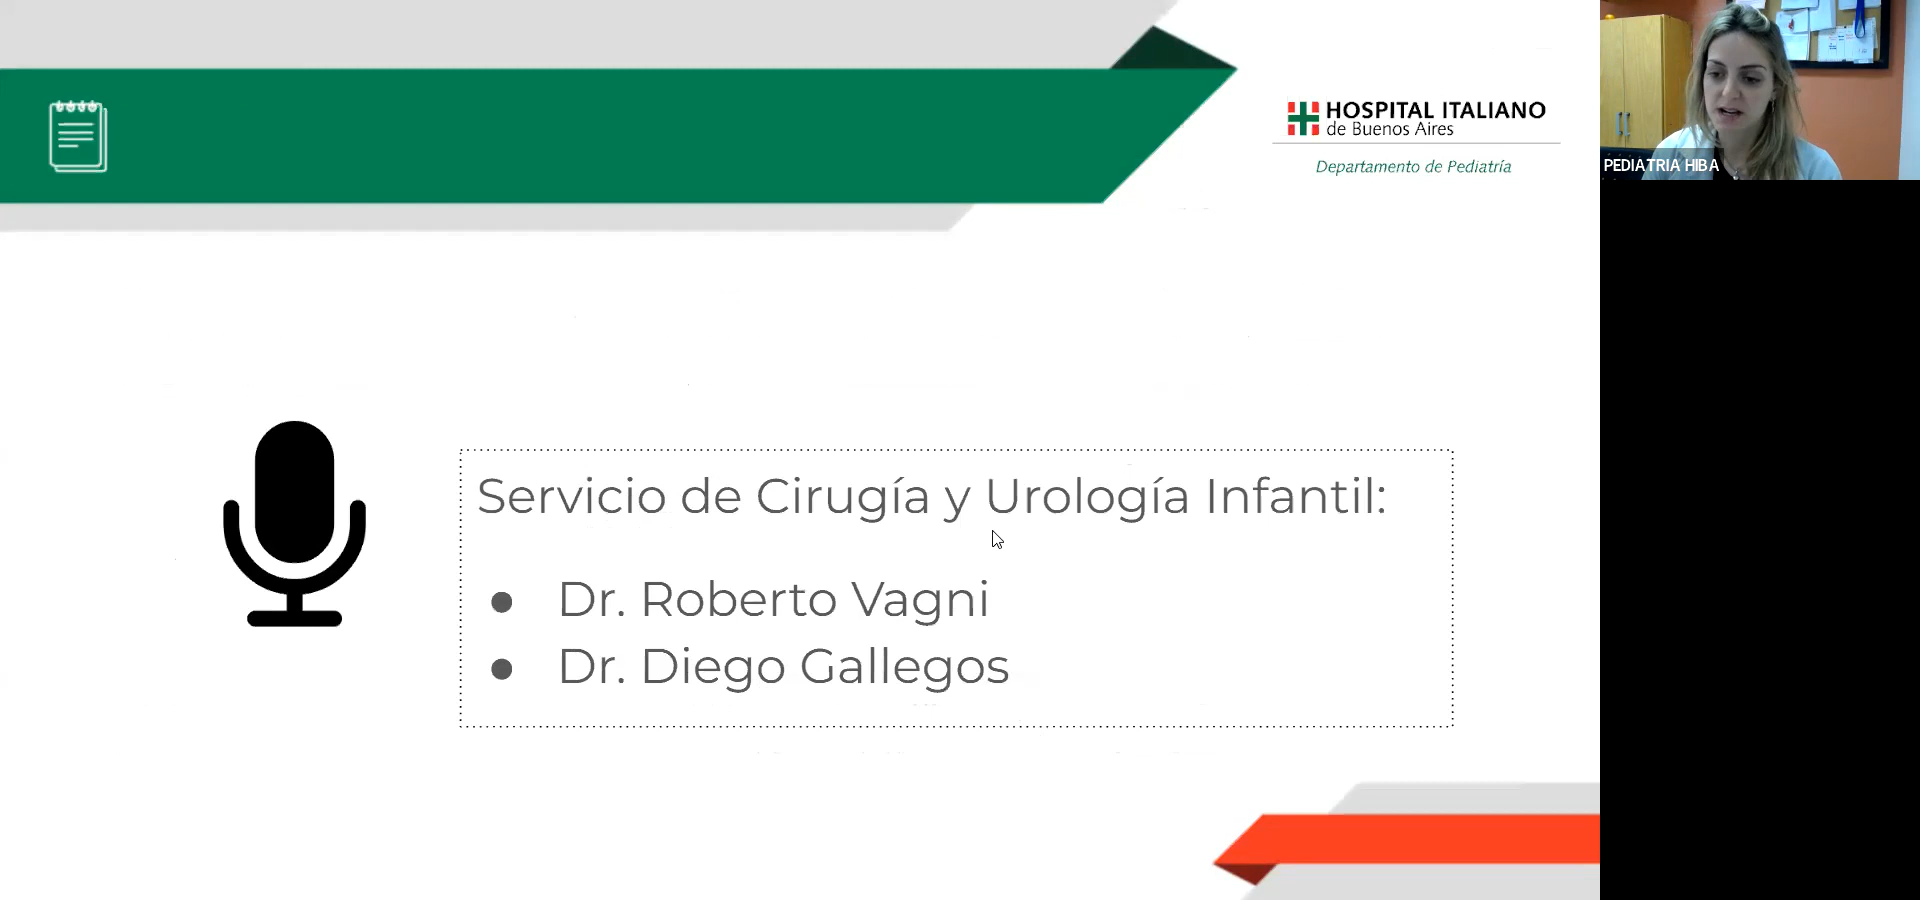 HOSPITAL ITALIANO
de Buenos Aires
Departamento de Pediatría
PEDIATRIA HIBA
Servicio de Cirugía y Urología Infantil:
● Dr. Roberto Vagni
● Dr. Diego Gallegos